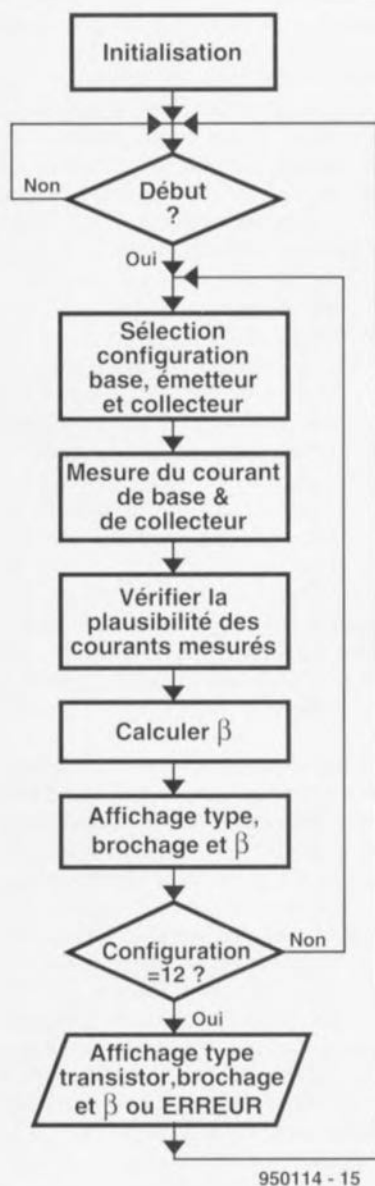 Initialisation
Non
Début
?
Oui
Sélection
configuration
base, émetteur
et collecteur
Mesure du courant
de base &
de collecteur
Vérifier la
plausibilité des
courants mesurés
Calculer β
Affichage type,
brochage et β
Configuration
=12 ?
Non
Oui
Affichage type
transistor,brochage
et β ou ERREUR
950114 - 15